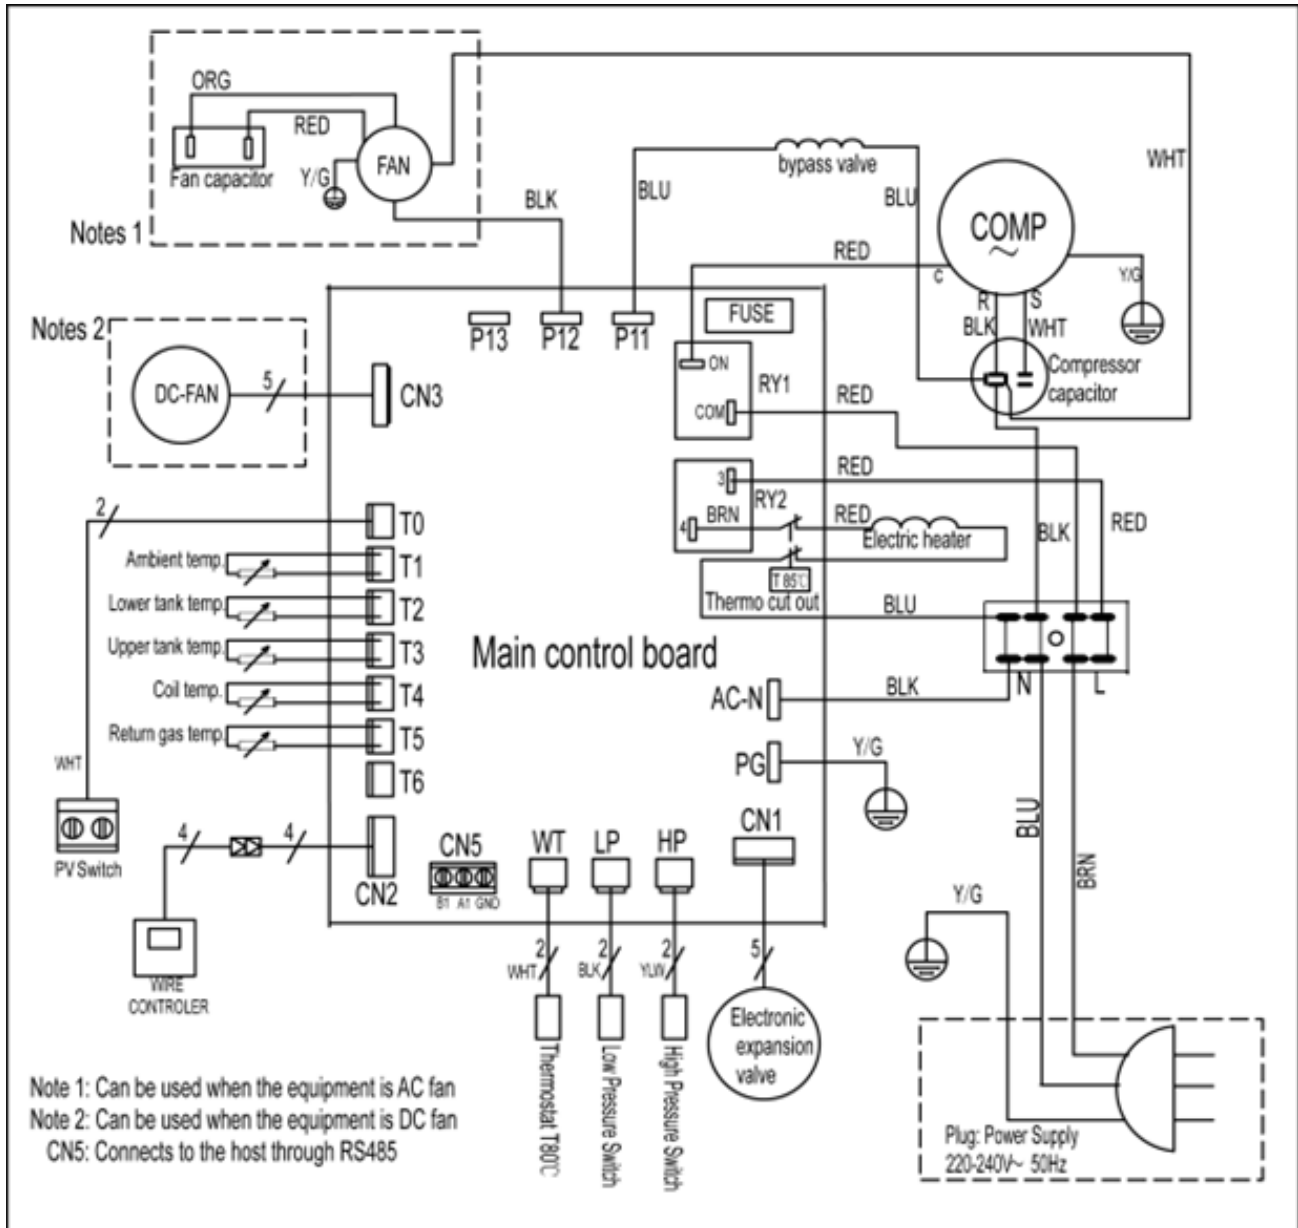 ORG
RED
Fan capacitor
Y/G
FAN
Notes 1
BLK
BLU
bypass valve
BLU
WHT
COMP
~
RED
C
R
S
Y/G
BLK
WHT
Compressor
capacitor
Notes 2
DC-FAN
5
CN3
P13
P12
P11
FUSE
ON
RY1
COM
RED
3
RY2
RED
4
BRN
RED
Electric heater
T 85℃
Thermo cut out
BLU
BLK
RED
2
T0
Ambient temp.
T1
Lower tank temp.
T2
Upper tank temp.
T3
Coil temp.
T4
Return gas temp.
T5
T6
WHT
PV Switch
Main control board
AC-N
BLK
N
L
PG
Y/G
4
4
CN2
WIRE
CONTROLER
CN5
B1 A1 GND
WT
LP
HP
CN1
2
WHT
2
BLK
2
YLW
5
Thermostat T80℃
Low Pressure Switch
High Pressure Switch
Electronic
expansion
valve
BLU
BRN
Y/G
Plug: Power Supply
220-240V~ 50Hz
Note 1: Can be used when the equipment is AC fan
Note 2: Can be used when the equipment is DC fan
CN5: Connects to the host through RS485